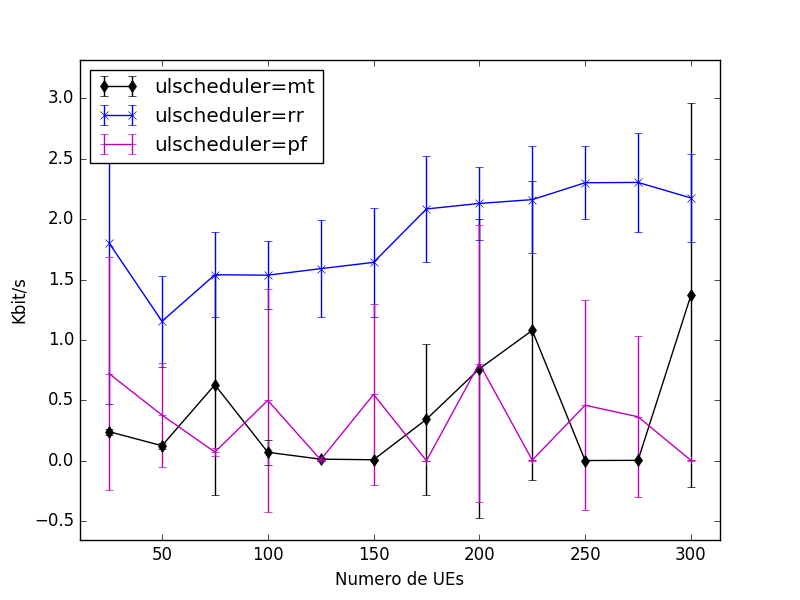 ulscheduler=mt
ulscheduler=rr
ulscheduler=pf
3.0
2.5
2.0
1.5
1.0
0.5
0.0
−0.5
Kbit/s
50 100 150 200 250 300
Numero de UEs